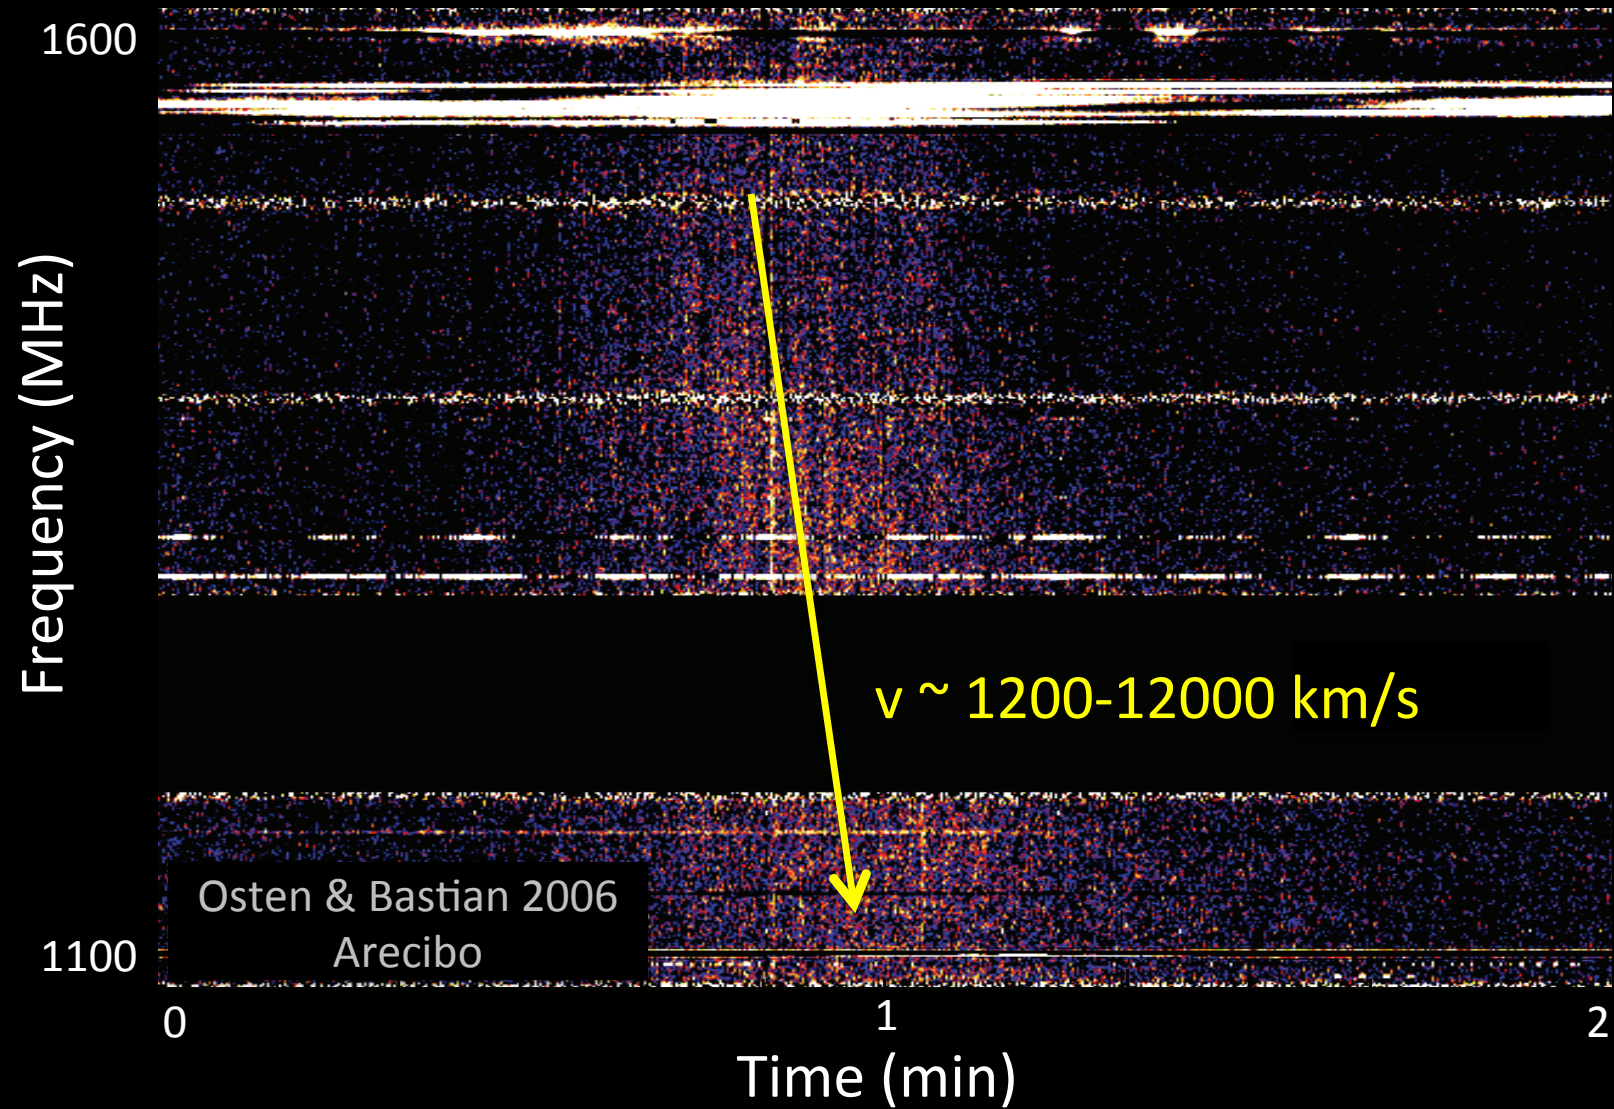 1600
Frequency (MHz)
v ~ 1200-12000 km/s
Osten & Bastian 2006
Arecibo
1100
0
1
2
Time (min)